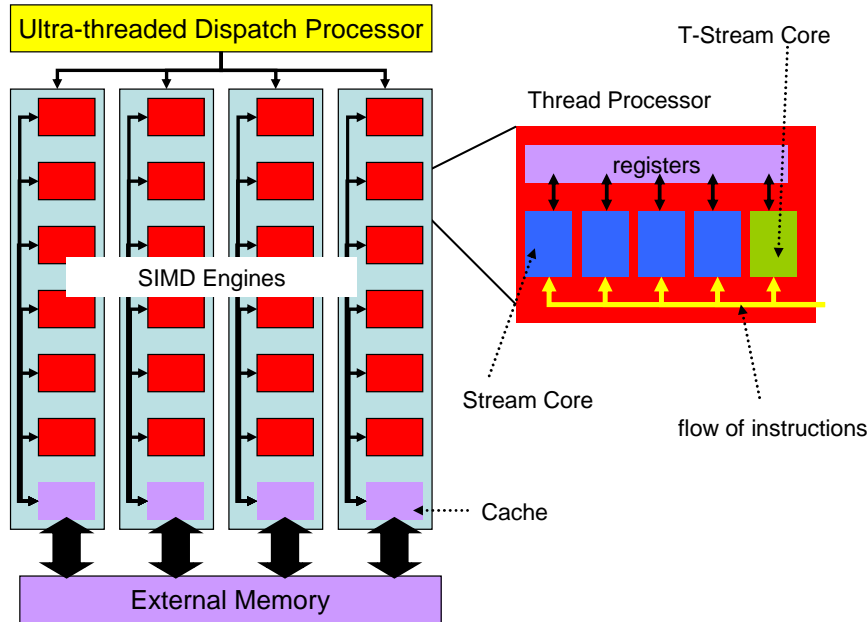 Ultra-threaded Dispatch Processor
T-Stream Core
Thread Processor
registers
SIMD Engines
Stream Core
flow of instructions
Cache
External Memory